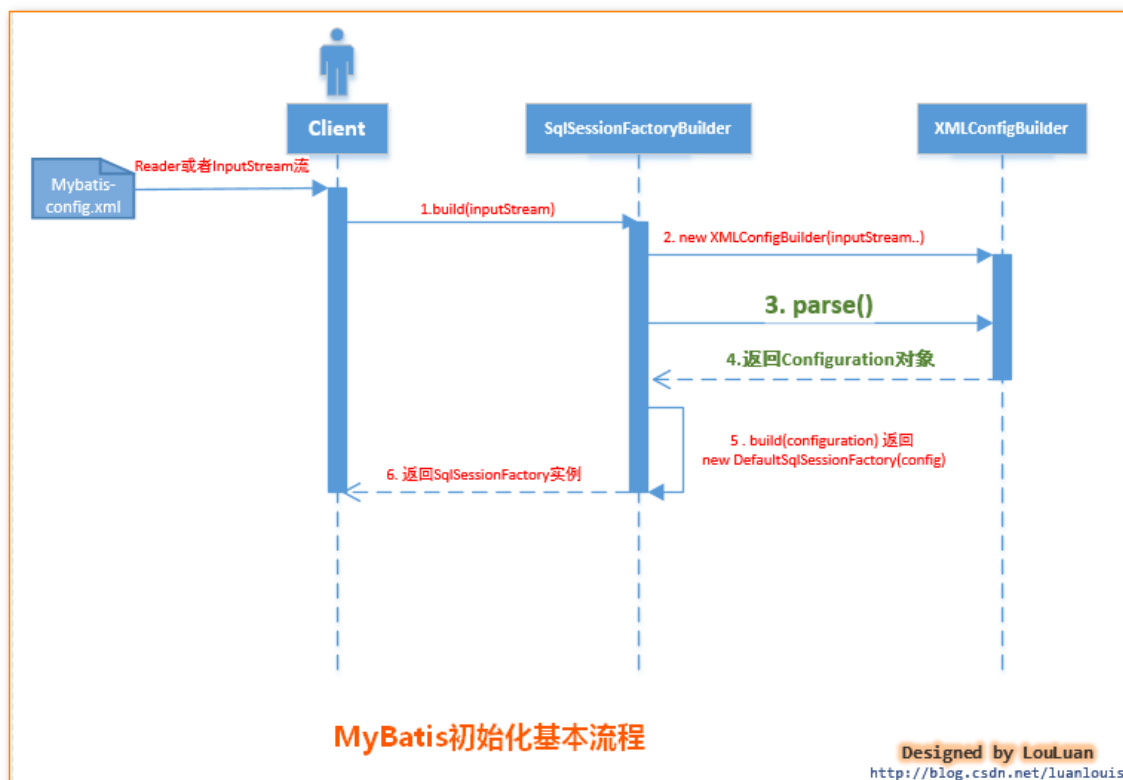 Client
SqlSessionFactoryBuilder
XMLConfigBuilder
Reader或者InputStream流
Mybatis-
config.xml
1.build(inputStream)
2. new XMLConfigBuilder(inputStream..)
3. parse()
4.返回Configuration对象
5 . build(configuration) 返回
new DefaultSqlSessionFactory(config)
6. 返回SqlSessionFactory实例
MyBatis初始化基本流程
Designed by LouLuan
http://blog.csdn.net/luanlouis